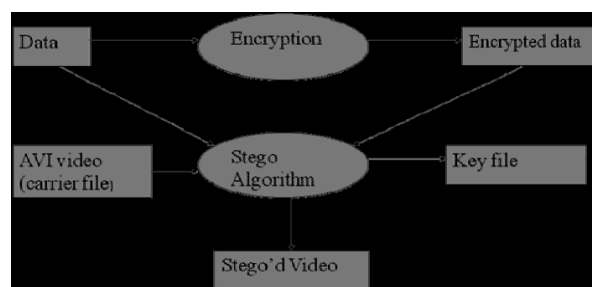 Data
Encryption
Encrypted data
AVI video
(carrier file)
Stego
Algorithm
Key file
Stego’d Video